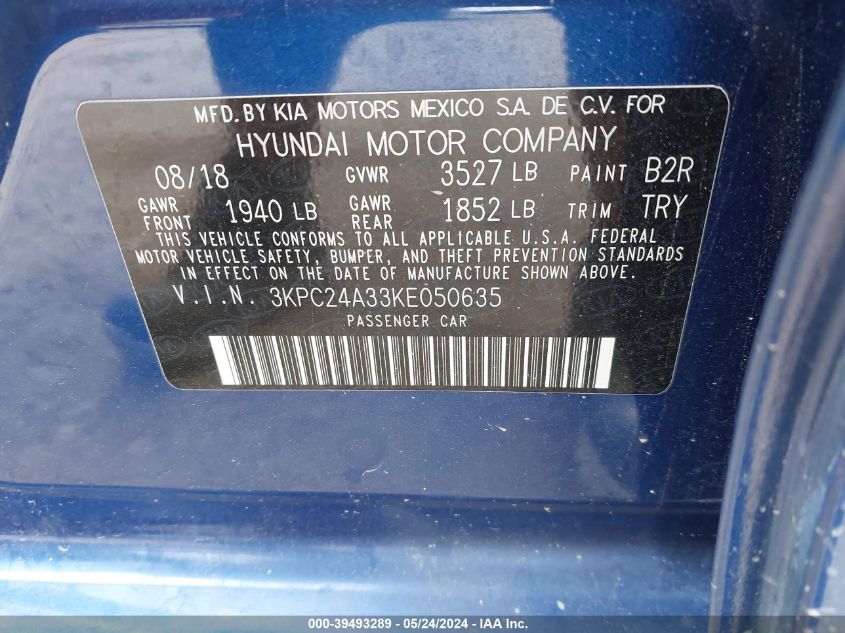 MFD. BY KIA MOTORS MEXICO S.A. DE C.V. FOR
HYUNDAI MOTOR COMPANY
08/18 GVWR 3527 LB PAINT B2R
GAWR FRONT 1940 LB GAWR REAR 1852 LB TRIM TRY
THIS VEHICLE CONFORMS TO ALL APPLICABLE U.S.A. FEDERAL
MOTOR VEHICLE SAFETY, BUMPER, AND THEFT PREVENTION STANDARDS
IN EFFECT ON THE DATE OF MANUFACTURE SHOWN ABOVE.
V.I.N. 3KPC24A33KE050635
PASSENGER CAR
000-39493289 - 05/24/2024 - IAA Inc.